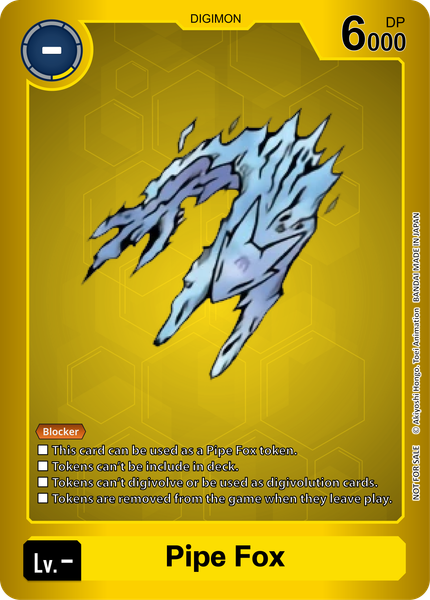 DIGIMON
-
DP
6000
Blocker
■ This card can be used as a Pipe Fox token.
■ Tokens can't be include in deck.
■ Tokens can't digivolve or be used as digivolution cards.
■ Tokens are removed from the game when they leave play.
NOT FOR SALE © Akiyoshi Hongo, Toei Animation BANDAI MADE IN JAPAN
Lv.-
Pipe Fox